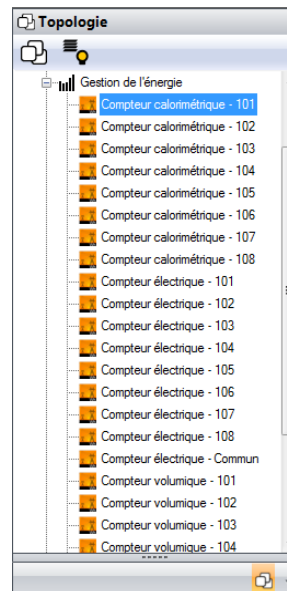 Topologie
Gestion de l'énergie
Compteur calorimétrique - 101
Compteur calorimétrique - 102
Compteur calorimétrique - 103
Compteur calorimétrique - 104
Compteur calorimétrique - 105
Compteur calorimétrique - 106
Compteur calorimétrique - 107
Compteur calorimétrique - 108
Compteur électrique - 101
Compteur électrique - 102
Compteur électrique - 103
Compteur électrique - 104
Compteur électrique - 105
Compteur électrique - 106
Compteur électrique - 107
Compteur électrique - 108
Compteur électrique - Commun
Compteur volumique - 101
Compteur volumique - 102
Compteur volumique - 103
Compteur volumique - 104